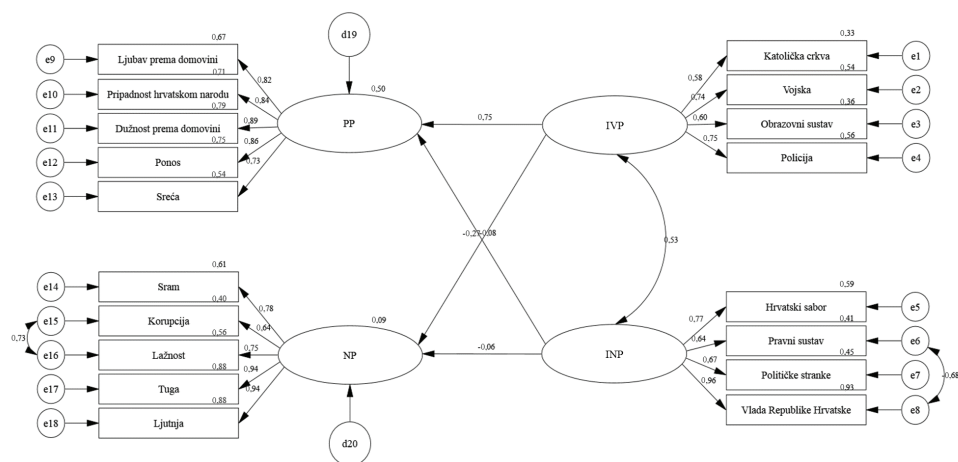 d19
0,67
e9
Ljubav prema domovini
0,71
0,82
e10
Pripadnost hrvatskom narodu
0,79
0,84
e11
Dužnost prema domovini
0,75
0,89
e12
Ponos
0,54
0,86
e13
Sreća
0,73
0,50
PP
0,75
IVP
0,33
Katolička crkva
e1
0,54
0,58
Vojska
e2
0,36
0,74
Obrazovni sustav
e3
0,56
0,60
Policija
e4
0,75
-0,27
-0,08
0,53
0,61
e14
Sram
0,40
0,78
e15
Korupcija
0,56
0,64
0,73
e16
Lažnost
0,88
0,75
e17
Tuga
0,88
0,94
e18
Ljutnja
0,94
0,09
NP
-0,06
INP
d20
0,59
Hrvatski sabor
e5
0,41
0,77
Pravni sustav
e6
0,45
0,64
Političke stranke
e7
0,93
0,67
Vlada Republike Hrvatske
e8
0,96
-0,68